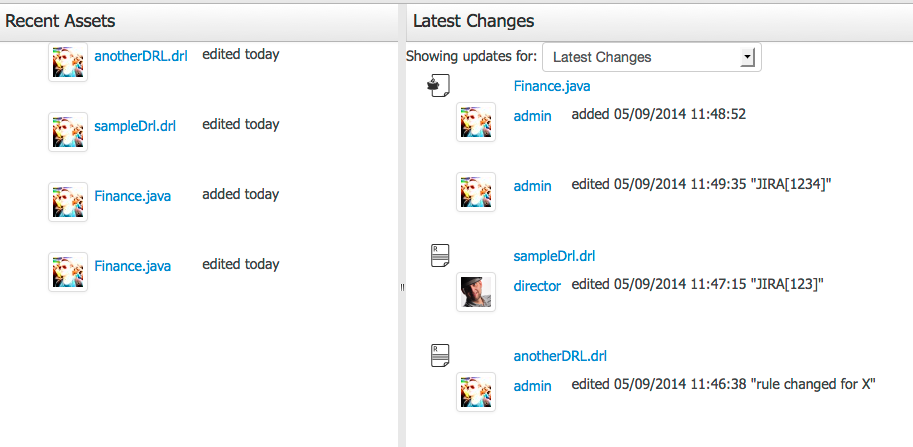 Recent Assets
anotherDRL.drl edited today
sampleDrl.drl edited today
Finance.java added today
Finance.java edited today
Latest Changes
Showing updates for: Latest Changes
Finance.java
admin added 05/09/2014 11:48:52
admin edited 05/09/2014 11:49:35 "JIRA[1234]"
R
sampleDrl.drl
director edited 05/09/2014 11:47:15 "JIRA[123]"
R
anotherDRL.drl
admin edited 05/09/2014 11:46:38 "rule changed for X"